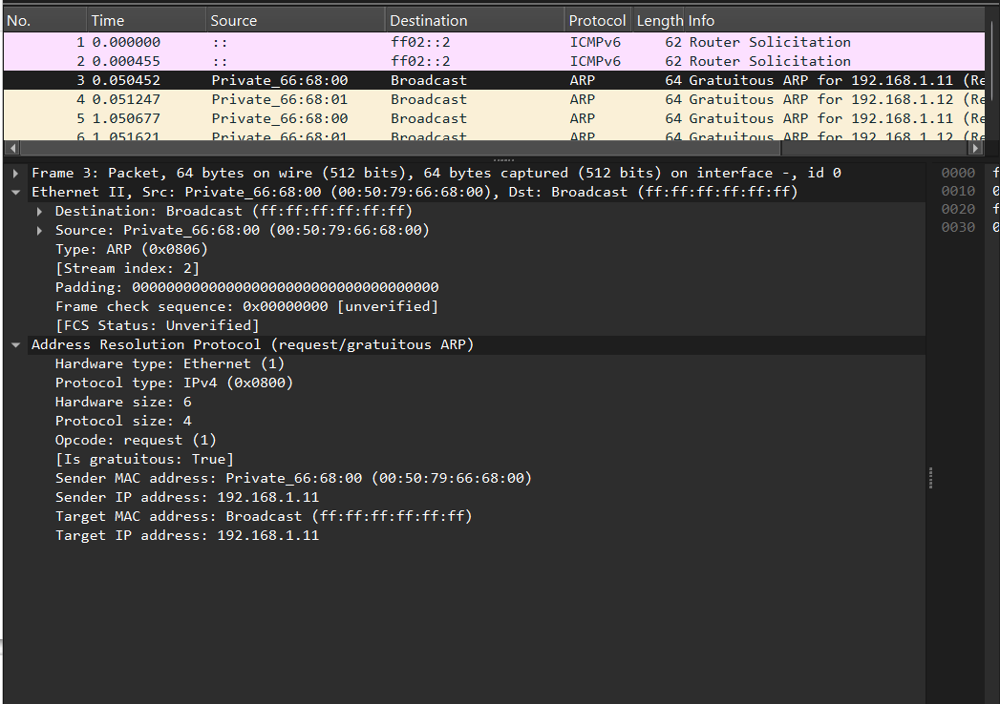 No. Time Source Destination Protocol Length Info
1 0.000000 :: ff02::2 ICMPv6 62 Router Solicitation
2 0.000455 :: ff02::2 ICMPv6 62 Router Solicitation
3 0.050452 Private_66:68:00 Broadcast ARP 64 Gratuitous ARP for 192.168.1.11 (Re
4 0.051247 Private_66:68:01 Broadcast ARP 64 Gratuitous ARP for 192.168.1.12 (Re
5 1.050677 Private_66:68:00 Broadcast ARP 64 Gratuitous ARP for 192.168.1.11 (Re
6 1.051621 Private_66:68:01 Broadcast ARP 64 Gratuitous ARP for 192.168.1.12 (Re
Frame 3: Packet, 64 bytes on wire (512 bits), 64 bytes captured (512 bits) on interface -, id 0
Ethernet II, Src: Private_66:68:00 (00:50:79:66:68:00), Dst: Broadcast (ff:ff:ff:ff:ff:ff)
Destination: Broadcast (ff:ff:ff:ff:ff:ff)
Source: Private_66:68:00 (00:50:79:66:68:00)
Type: ARP (0x0806)
[Stream index: 2]
Padding: 000000000000000000000000000000000000
Frame check sequence: 0x00000000 [unverified]
[FCS Status: Unverified]
Address Resolution Protocol (request/gratuitous ARP)
Hardware type: Ethernet (1)
Protocol type: IPv4 (0x0800)
Hardware size: 6
Protocol size: 4
Opcode: request (1)
[Is gratuitous: True]
Sender MAC address: Private_66:68:00 (00:50:79:66:68:00)
Sender IP address: 192.168.1.11
Target MAC address: Broadcast (ff:ff:ff:ff:ff:ff)
Target IP address: 192.168.1.11
0000 f
0010 0
0020 f
0030 0